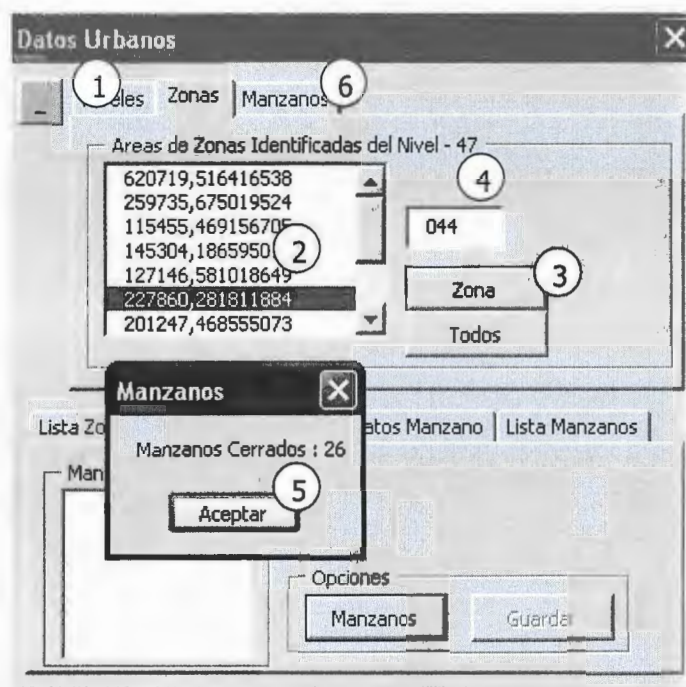 Datos Urbanos
1 eles Zonas Manzanos 6
Areas de Zonas Identificadas del Nivel - 47
620719,516416538
259735,675019524
115455,469156705
145304,1865950
127146,581018649
227860,281811884
201247,468555073
2
4
044
Zona 3
Todos
Manzanos
Manzanos Cerrados : 26
5
Aceptar
Lista Zo atos Manzano Lista Manzanos
Man
Opciones
Manzanos Guardar